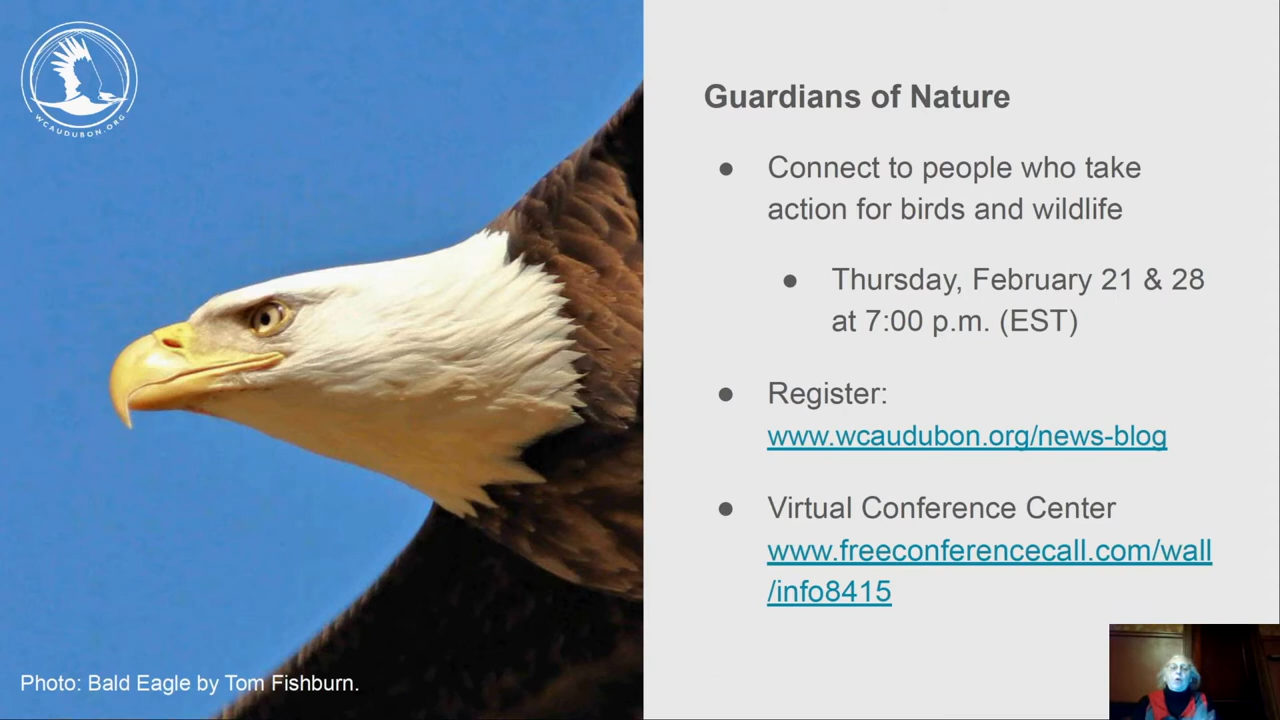 WCAUDUBON.ORG
Guardians of Nature
● Connect to people who take
action for birds and wildlife
● Thursday, February 21 & 28
at 7:00 p.m. (EST)
● Register:
www.wcaudubon.org/news-blog
● Virtual Conference Center
www.freeconferencecall.com/wall
/info8415
Photo: Bald Eagle by Tom Fishburn.